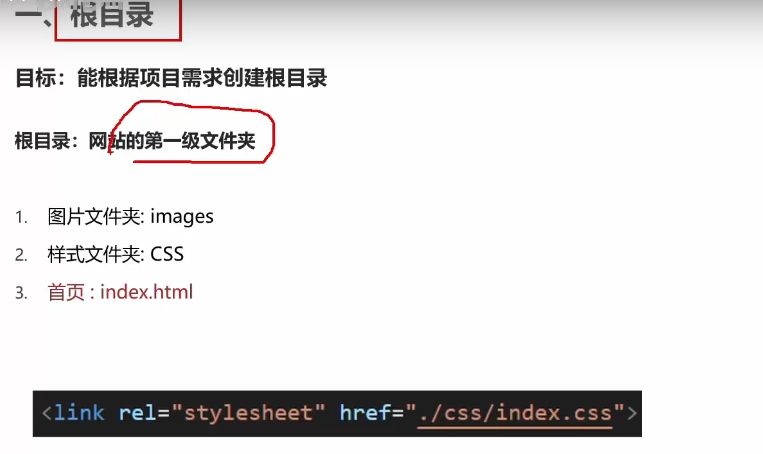 一、根目录
目标：能根据项目需求创建根目录
根目录：网站的第一级文件夹
1. 图片文件夹: images
2. 样式文件夹: CSS
3. 首页 : index.html
<link rel="stylesheet" href="./css/index.css">